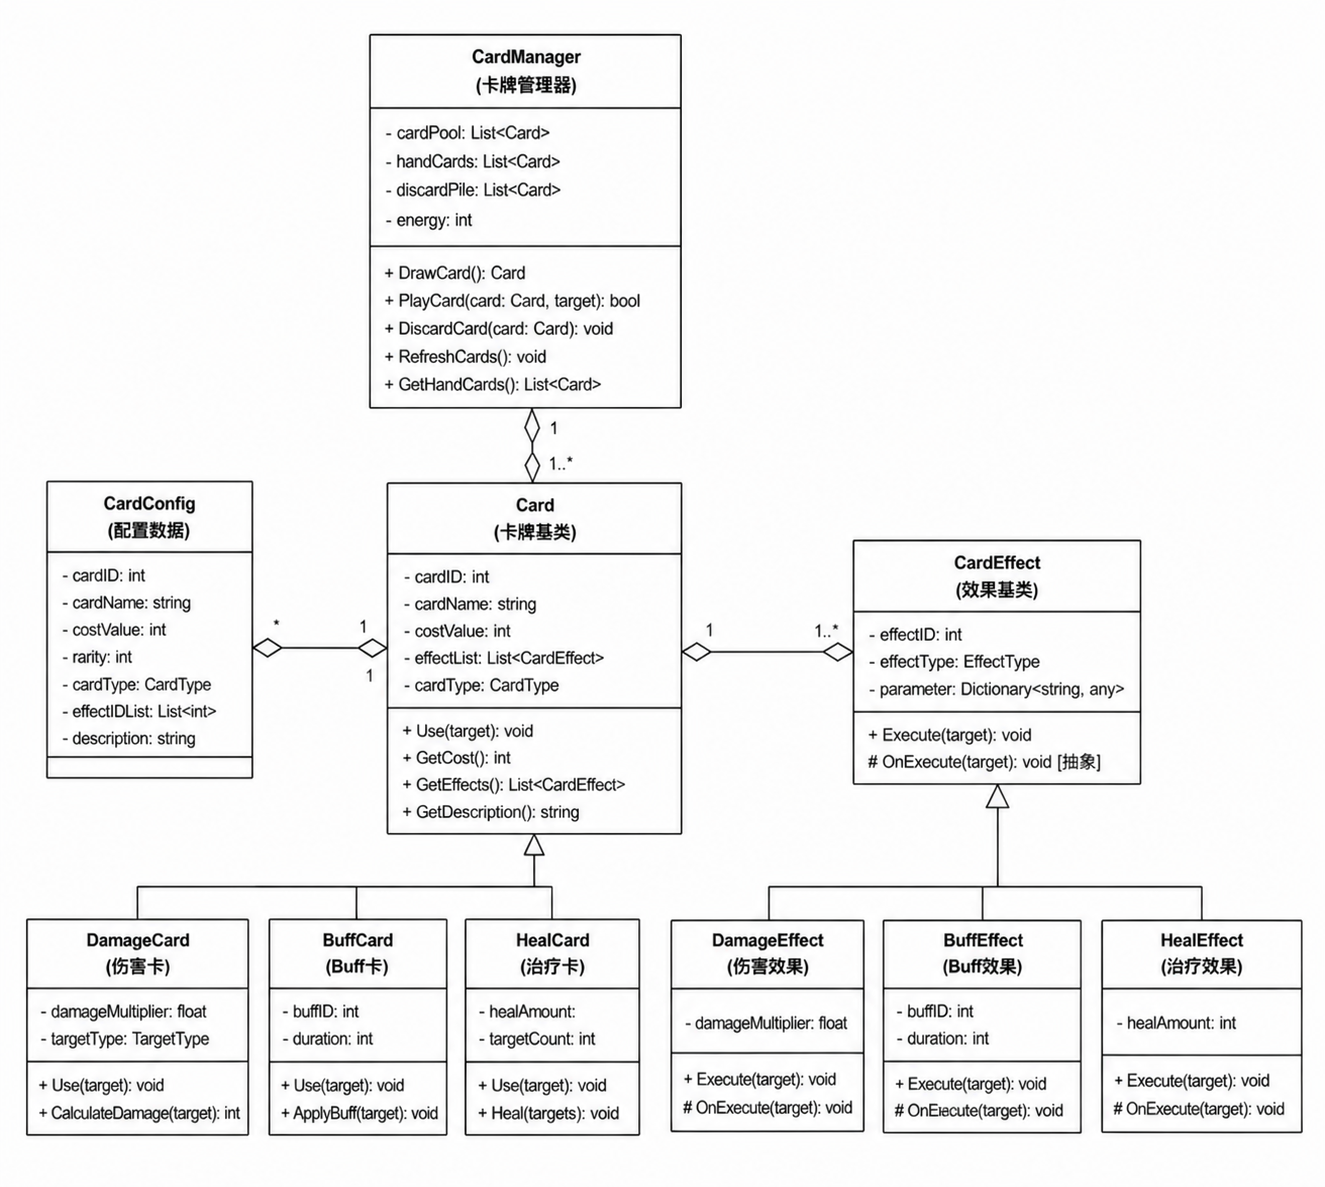 CardManager
(卡牌管理器)
- cardPool: List<Card>
- handCards: List<Card>
- discardPile: List<Card>
- energy: int
+ DrawCard(): Card
+ PlayCard(card: Card, target): bool
+ DiscardCard(card: Card): void
+ RefreshCards(): void
+ GetHandCards(): List<Card>
1
1..*
CardConfig
(配置数据)
- cardID: int
- cardName: string
- costValue: int
- rarity: int
- cardType: CardType
- effectIDList: List<int>
- description: string
*
1
1
Card
(卡牌基类)
- cardID: int
- cardName: string
- costValue: int
- effectList: List<CardEffect>
- cardType: CardType
+ Use(target): void
+ GetCost(): int
+ GetEffects(): List<CardEffect>
+ GetDescription(): string
1
1..*
CardEffect
(效果基类)
- effectID: int
- effectType: EffectType
- parameter: Dictionary<string, any>
+ Execute(target): void
# OnExecute(target): void [抽象]
DamageCard
(伤害卡)
- damageMultiplier: float
- targetType: TargetType
+ Use(target): void
+ CalculateDamage(target): int
BuffCard
(Buff卡)
- buffID: int
- duration: int
+ Use(target): void
+ ApplyBuff(target): void
HealCard
(治疗卡)
- healAmount:
- targetCount: int
+ Use(target): void
+ Heal(targets): void
DamageEffect
(伤害效果)
- damageMultiplier: float
+ Execute(target): void
# OnExecute(target): void
BuffEffect
(Buff效果)
- buffID: int
- duration: int
+ Execute(target): void
# OnExecute(target): void
HealEffect
(治疗效果)
- healAmount: int
+ Execute(target): void
# OnExecute(target): void